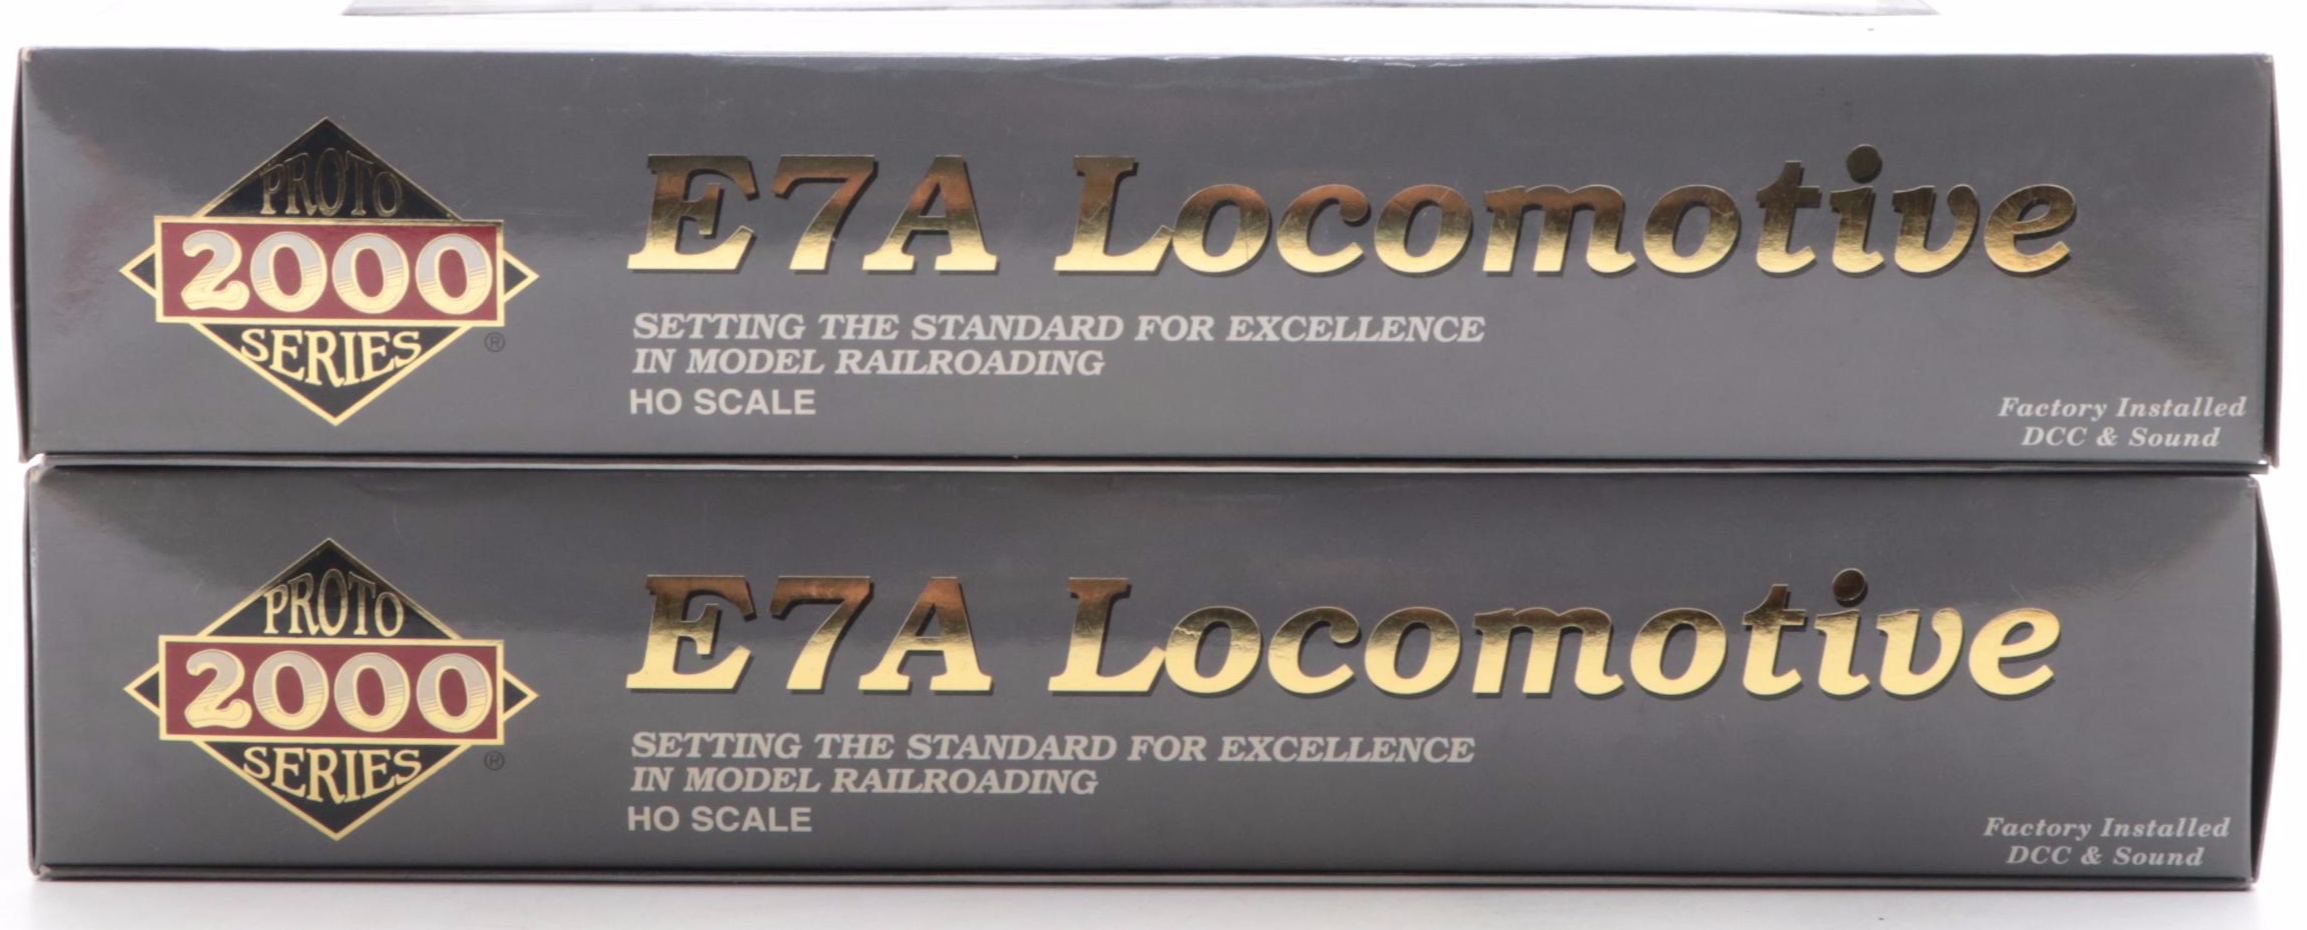 PROTO
2000
SERIES
®
E7A Locomotive
SETTING THE STANDARD FOR EXCELLENCE
IN MODEL RAILROADING
HO SCALE
Factory Installed
DCC & Sound
PROTO
2000
SERIES
®
E7A Locomotive
SETTING THE STANDARD FOR EXCELLENCE
IN MODEL RAILROADING
HO SCALE
Factory Installed
DCC & Sound